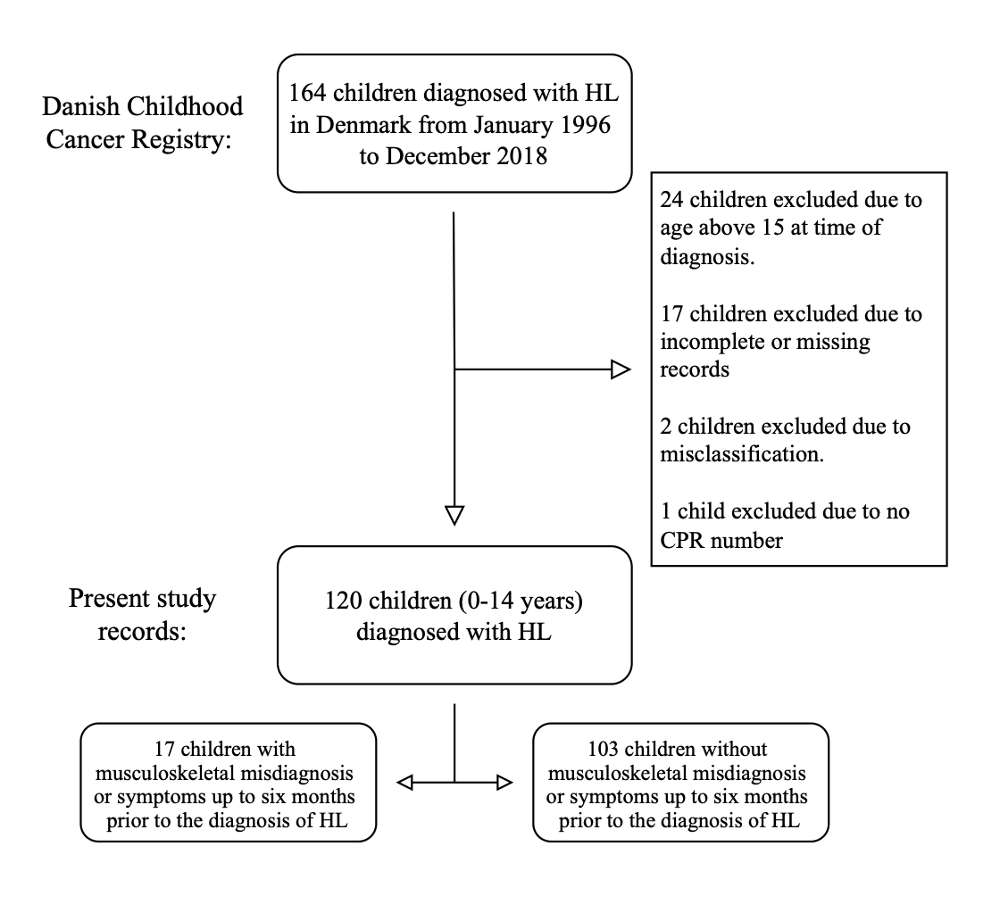 Danish Childhood
Cancer Registry:
164 children diagnosed with HL
in Denmark from January 1996
to December 2018
24 children excluded due to
age above 15 at time of
diagnosis.
17 children excluded due to
incomplete or missing
records
2 children excluded due to
misclassification.
1 child excluded due to no
CPR number
Present study
records:
120 children (0-14 years)
diagnosed with HL
17 children with
musculoskeletal misdiagnosis
or symptoms up to six months
prior to the diagnosis of HL
103 children without
musculoskeletal misdiagnosis
or symptoms up to six months
prior to the diagnosis of HL